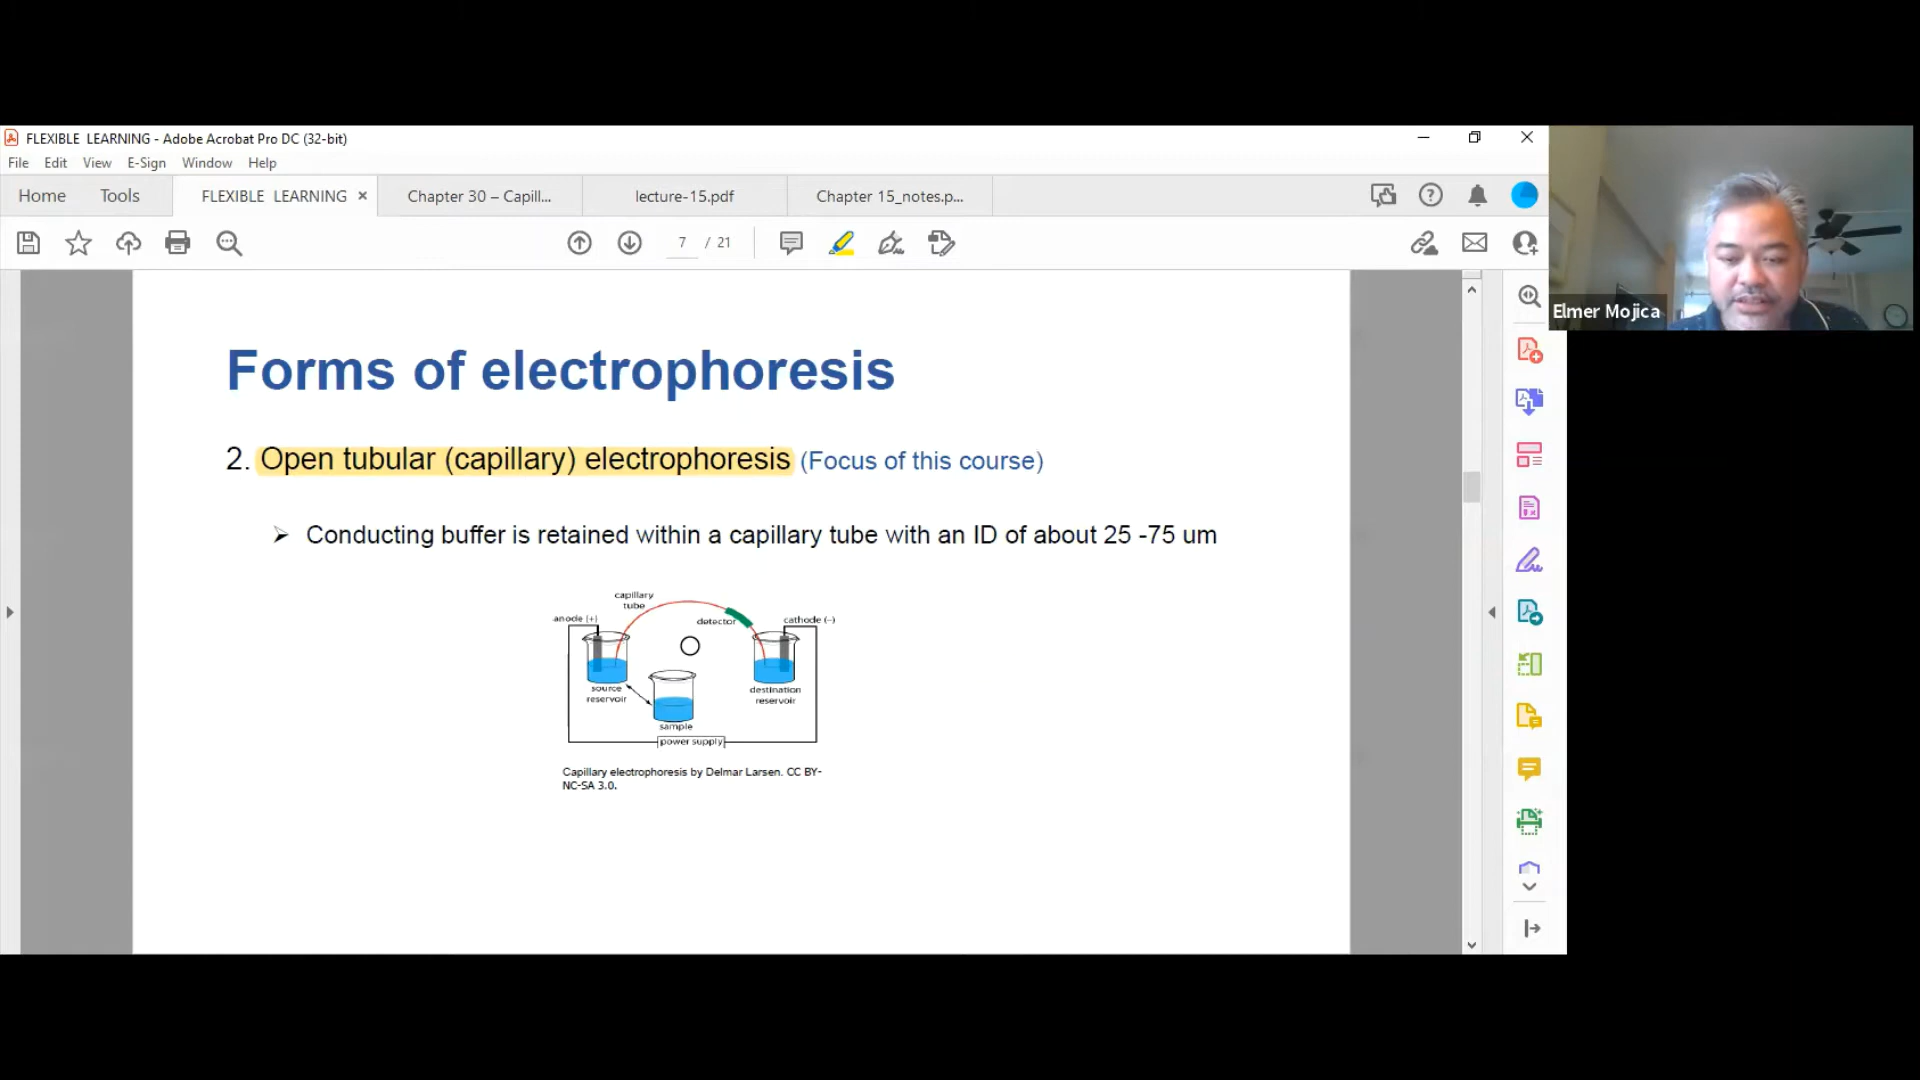 FLEXIBLE LEARNING - Adobe Acrobat Pro DC (32-bit)
File Edit View E-Sign Window Help
Home Tools FLEXIBLE LEARNING × Chapter 30 – Capill... lecture-15.pdf Chapter 15_notes.p...
7 / 21
Elmer Mojica
Forms of electrophoresis
2. Open tubular (capillary) electrophoresis (Focus of this course)
Conducting buffer is retained within a capillary tube with an ID of about 25 -75 um
capillary
tube
anode (+)
detector
cathode (–)
source
reservoir
destination
reservoir
sample
power supply
Capillary electrophoresis by Delmar Larsen. CC BY-
NC-SA 3.0.